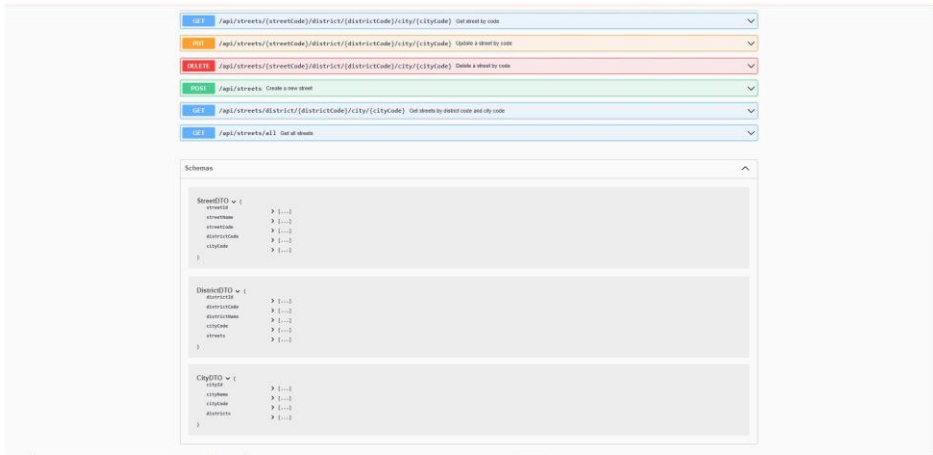 GET /api/streets/{streetCode}/district/{districtCode}/city/{cityCode} Get street by code
PUT /api/streets/{streetCode}/district/{districtCode}/city/{cityCode} Update a street by code
DELETE /api/streets/{streetCode}/district/{districtCode}/city/{cityCode} Delete a street by code
POST /api/streets Create a new street
GET /api/streets/district/{districtCode}/city/{cityCode} Get streets by district code and city code
GET /api/streets/all Get all streets
Schemas
StreetDTO {
streetId [...]
streetName [...]
streetCode [...]
districtCode [...]
cityCode [...]
}
DistrictDTO {
districtId [...]
districtCode [...]
districtName [...]
cityCode [...]
streets [...]
}
CityDTO {
cityId [...]
cityName [...]
cityCode [...]
districts [...]
}